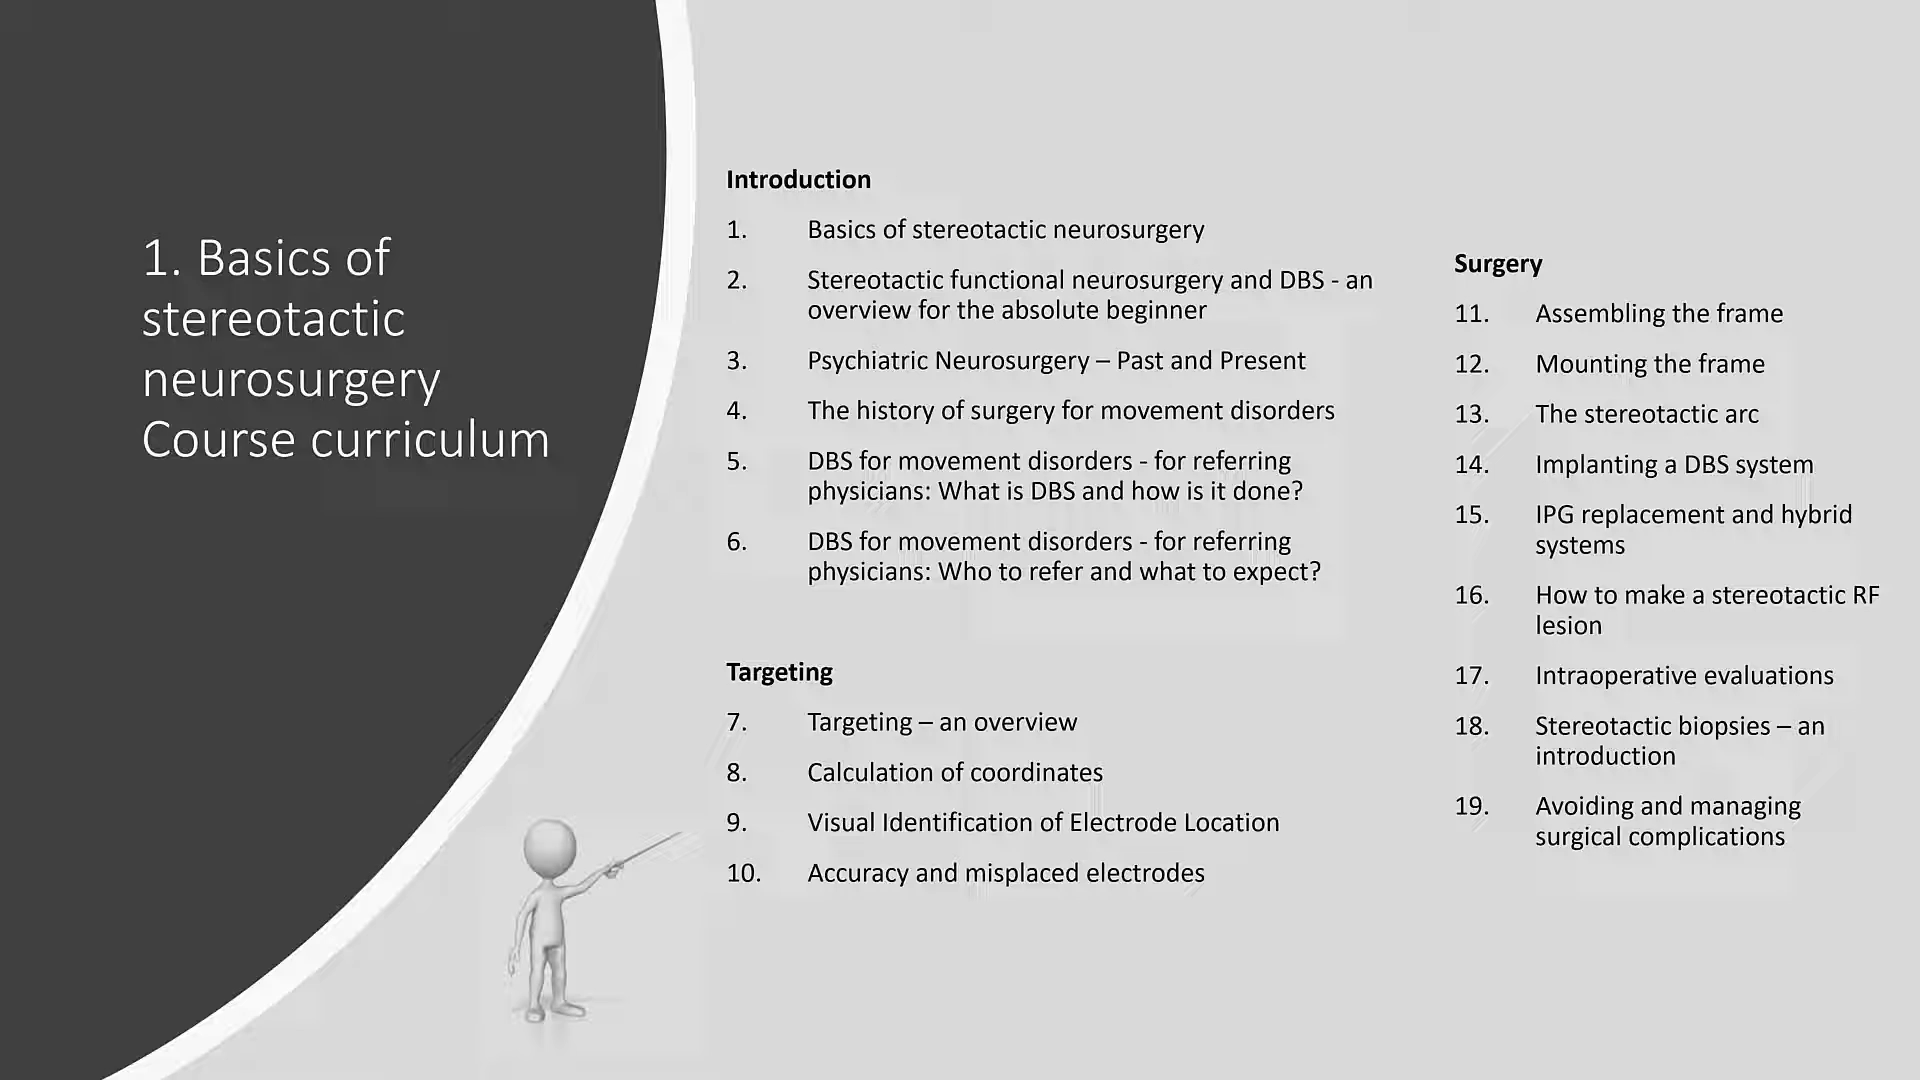 1. Basics of
stereotactic
neurosurgery
Course curriculum
Introduction
1. Basics of stereotactic neurosurgery
2. Stereotactic functional neurosurgery and DBS - an
overview for the absolute beginner
3. Psychiatric Neurosurgery – Past and Present
4. The history of surgery for movement disorders
5. DBS for movement disorders - for referring
physicians: What is DBS and how is it done?
6. DBS for movement disorders - for referring
physicians: Who to refer and what to expect?
Targeting
7. Targeting – an overview
8. Calculation of coordinates
9. Visual Identification of Electrode Location
10. Accuracy and misplaced electrodes
Surgery
11. Assembling the frame
12. Mounting the frame
13. The stereotactic arc
14. Implanting a DBS system
15. IPG replacement and hybrid
systems
16. How to make a stereotactic RF
lesion
17. Intraoperative evaluations
18. Stereotactic biopsies – an
introduction
19. Avoiding and managing
surgical complications